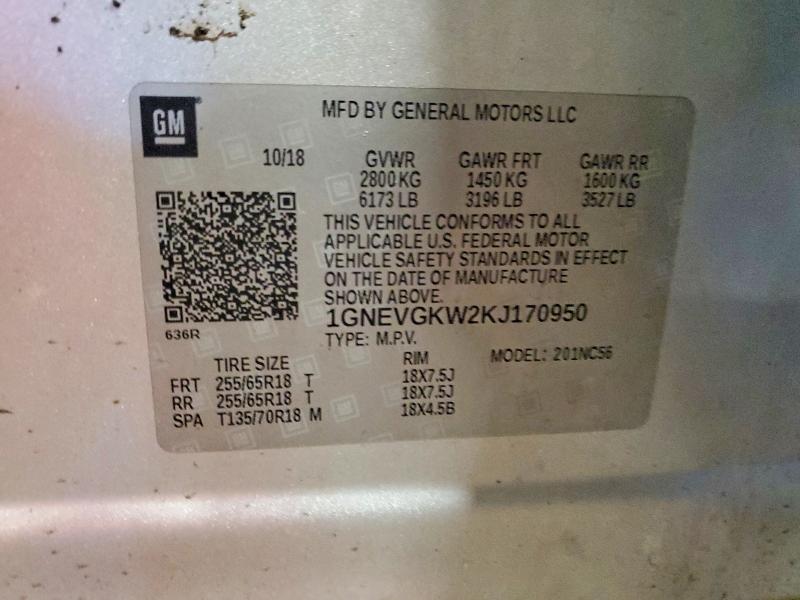 GM
MFD BY GENERAL MOTORS LLC
10/18 GVWR GAWR FRT GAWR RR
2800 KG 1450 KG 1600 KG
6173 LB 3196 LB 3527 LB
THIS VEHICLE CONFORMS TO ALL
APPLICABLE U.S. FEDERAL MOTOR
VEHICLE SAFETY STANDARDS IN EFFECT
ON THE DATE OF MANUFACTURE
SHOWN ABOVE.
1GNEVGKW2KJ170950
636R
TYPE: M.P.V.
TIRE SIZE RIM MODEL: 201NC56
FRT 255/65R18 T 18X7.5J
RR 255/65R18 T 18X7.5J
SPA T135/70R18 M 18X4.5B